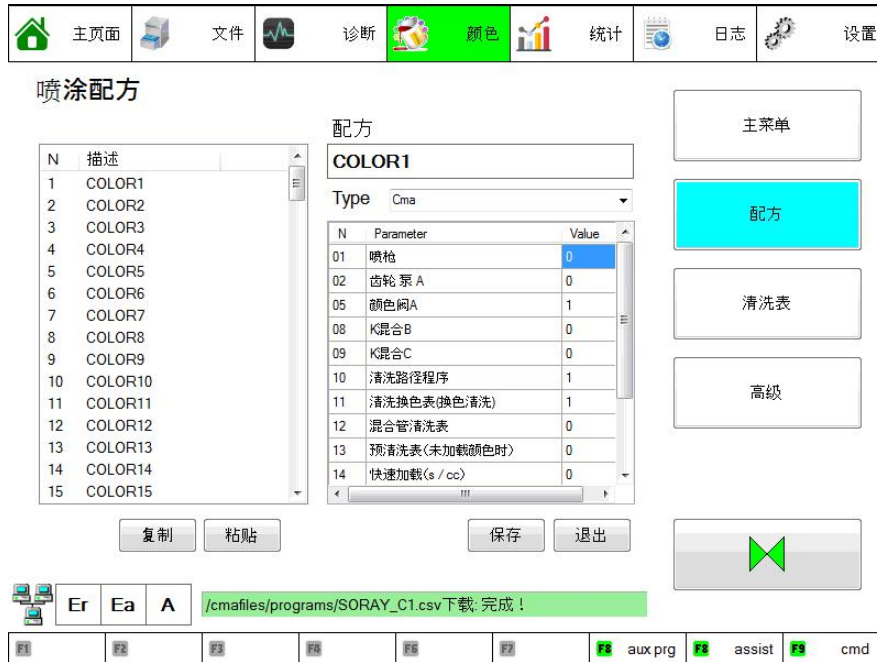 主页面 文件 诊断 颜色 统计 日志 设置
喷涂配方
N 描述
1 COLOR1
2 COLOR2
3 COLOR3
4 COLOR4
5 COLOR5
6 COLOR6
7 COLOR7
8 COLOR8
9 COLOR9
10 COLOR10
11 COLOR11
12 COLOR12
13 COLOR13
14 COLOR14
15 COLOR15
复制 粘贴
配方
COLOR1
Type Cma
N Parameter Value
01 喷枪 0
02 齿轮 泵 A 0
05 颜色阀A 1
08 K混合B 0
09 K混合C 0
10 清洗路径程序 1
11 清洗换色表(换色清洗) 1
12 混合管清洗表 0
13 预清洗表(未加载颜色时) 0
14 快速加载(s / cc) 0
保存 退出
主菜单
配方
清洗表
高级
Er Ea A /cmafiles/programs/SORAY_C1.csv下载: 完成！
F1 F2 F3 F4 F6 F7 F8 aux prg F8 assist F9 cmd